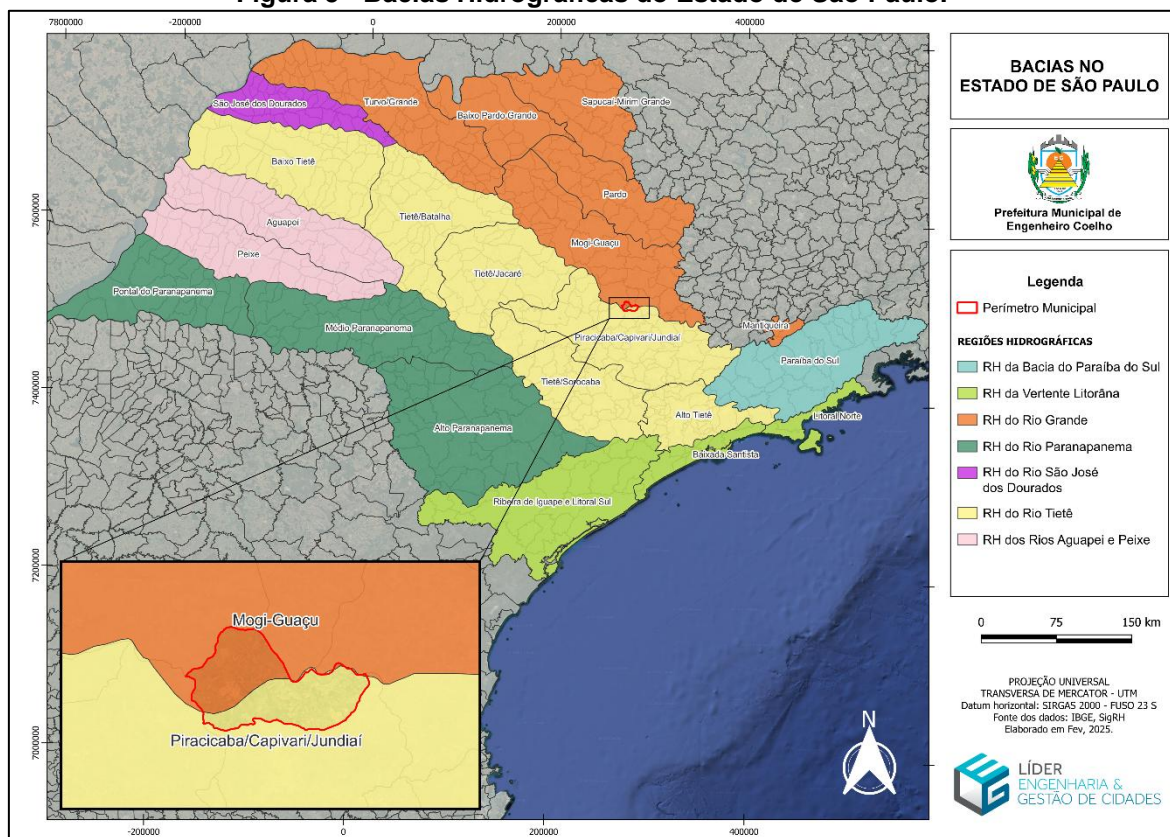 Figura 3 - Bacias Hidrográficas do Estado de São Paulo.
7800000
-200000
0
200000
400000
7600000
7400000
7200000
7000000
São José dos Dourados
Turvo/Grande
Baixo Pardo Grande
Sapucaí-Mirim Grande
Baixo Tietê
Pardo
Tietê/Batalha
Aguapeí
Mogi-Guaçu
Peixe
Tietê/Jacaré
Pontal do Paranapanema
Médio Paranapanema
Mantiqueira
Piracicaba/Capivari/Jundiaí
Paraíba do Sul
Tietê/Sorocaba
Alto Tietê
Litoral Norte
Alto Paranapanema
Baixada Santista
Ribeira de Iguape e Litoral Sul
Mogi-Guaçu
Piracicaba/Capivari/Jundiaí
N
-200000
0
200000
400000
BACIAS NO
ESTADO DE SÃO PAULO
Prefeitura Municipal de
Engenheiro Coelho
Legenda
Perímetro Municipal
REGIÕES HIDROGRÁFICAS
RH da Bacia do Paraíba do Sul
RH da Vertente Litorâna
RH do Rio Grande
RH do Rio Paranapanema
RH do Rio São José
dos Dourados
RH do Rio Tietê
RH dos Rios Aguapei e Peixe
0 75 150 km
PROJEÇÃO UNIVERSAL
TRANSVERSA DE MERCATOR - UTM
Datum horizontal: SIRGAS 2000 - FUSO 23 S
Fonte dos dados: IBGE, SigRH
Elaborado em Fev, 2025.
LÍDER
ENGENHARIA &
GESTÃO DE CIDADES